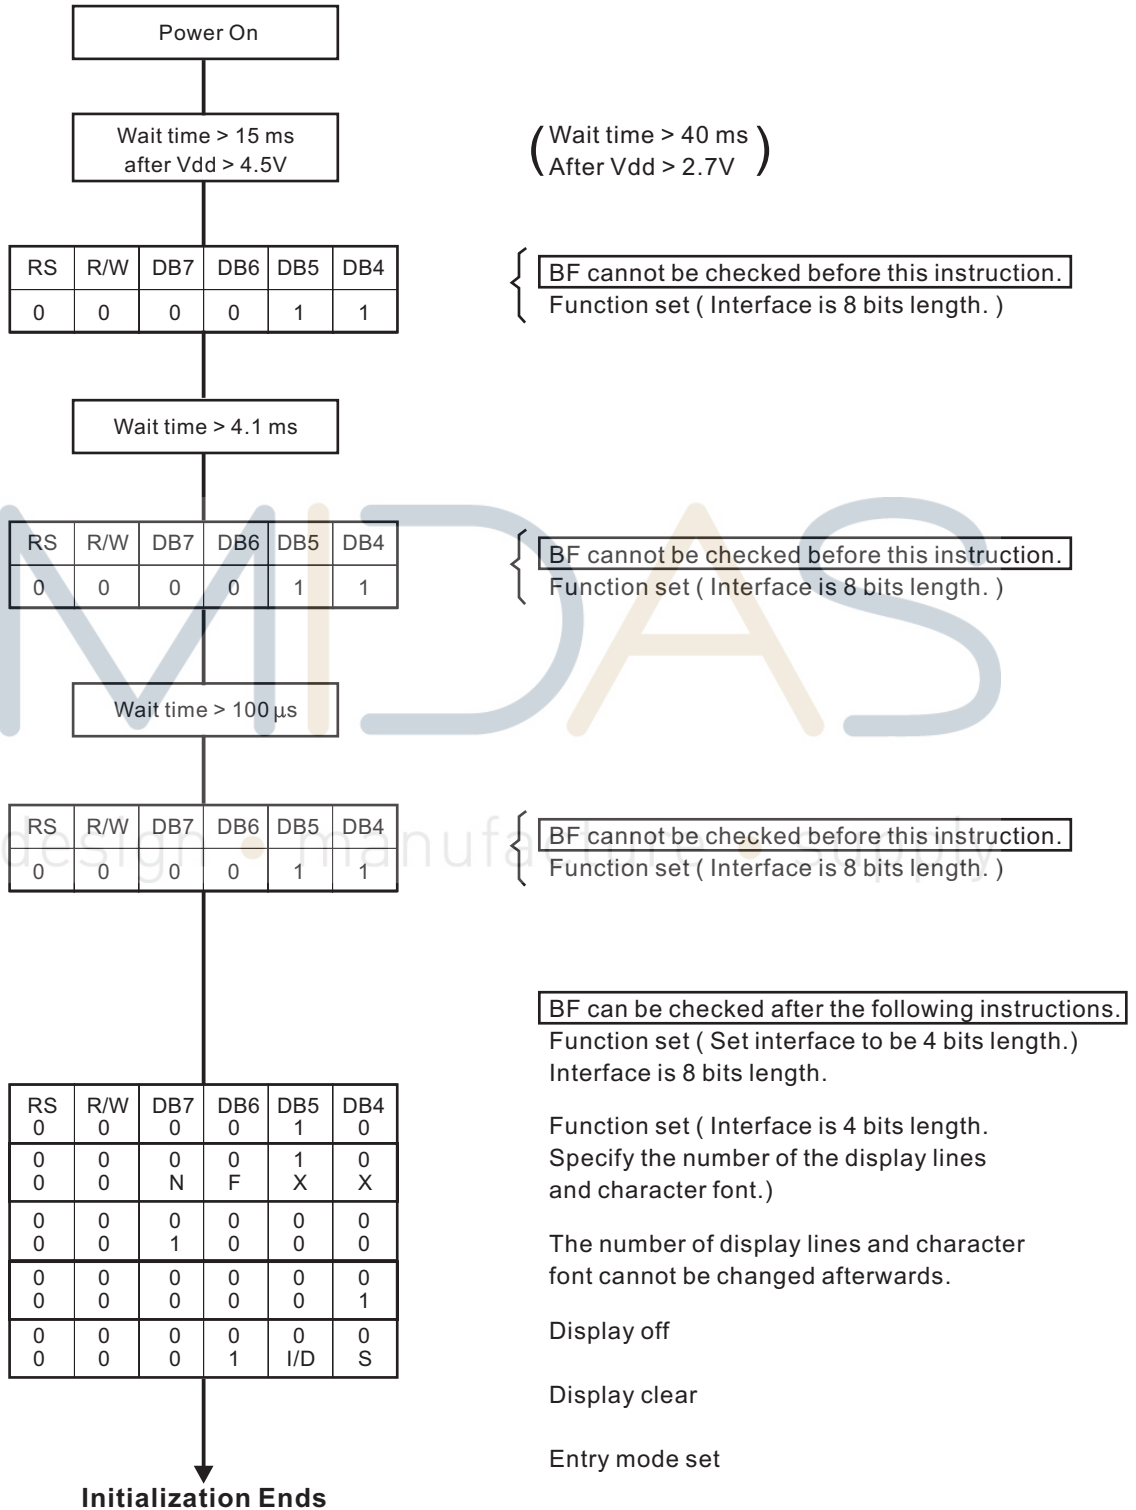 Power On
Wait time > 15 ms
after Vdd > 4.5V
(Wait time > 40 ms
After Vdd > 2.7V)
RS R/W DB7 DB6 DB5 DB4
0 0 0 0 1 1
BF cannot be checked before this instruction.
Function set ( Interface is 8 bits length. )
Wait time > 4.1 ms
RS R/W DB7 DB6 DB5 DB4
0 0 0 0 1 1
BF cannot be checked before this instruction.
Function set ( Interface is 8 bits length. )
MIDAS
Wait time > 100 µs
RS R/W DB7 DB6 DB5 DB4
0 0 0 0 1 1
BF cannot be checked before this instruction.
Function set ( Interface is 8 bits length. )
design • manufacture • supply
BF can be checked after the following instructions.
Function set ( Set interface to be 4 bits length.)
Interface is 8 bits length.
RS R/W DB7 DB6 DB5 DB4
0 0 0 0 1 0
0 0 0 0 1 0
0 0 N F X X
0 0 0 0 0 0
0 0 1 0 0 0
0 0 0 0 0 0
0 0 0 0 0 1
0 0 0 0 0 0
0 0 0 1 I/D S
Function set ( Interface is 4 bits length.
Specify the number of the display lines
and character font.)
The number of display lines and character
font cannot be changed afterwards.
Display off
Display clear
Entry mode set
Initialization Ends